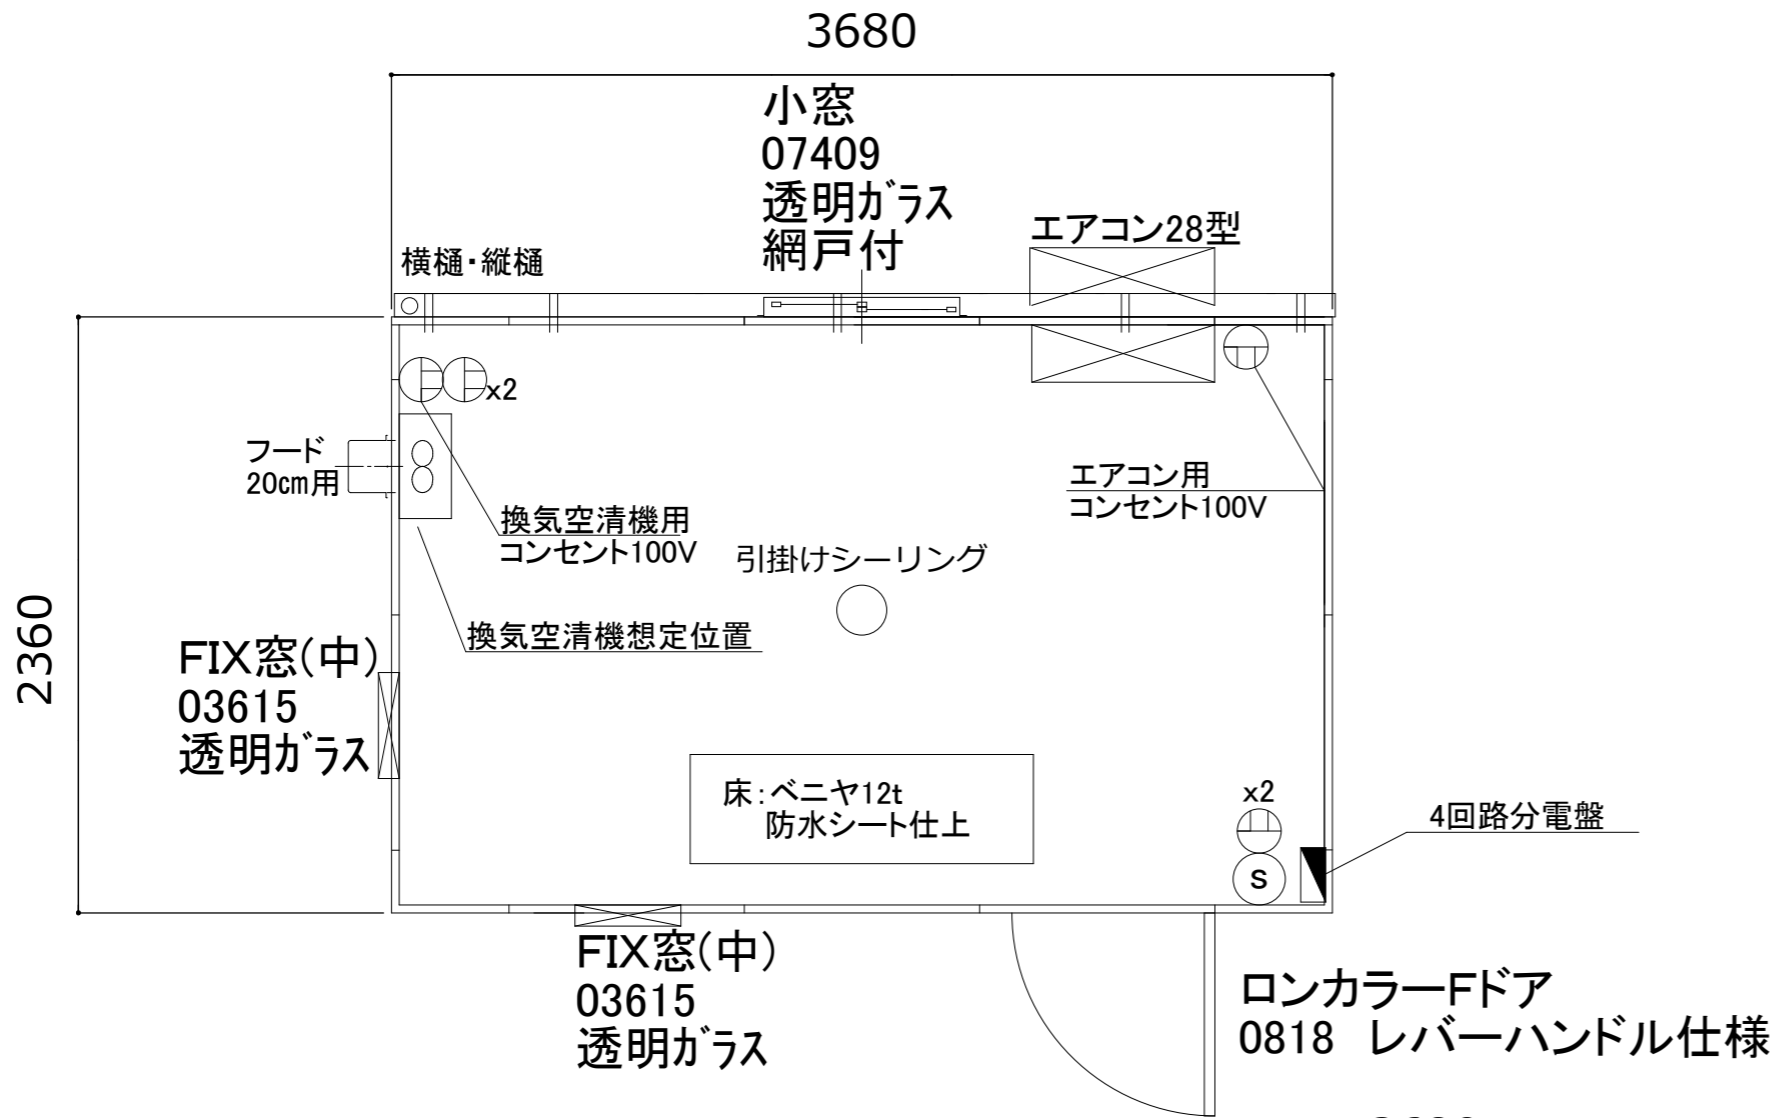 3680
小窓
07409
透明ガラス
網戸付
エアコン28型
横樋・縦樋
x2
フード
20cm用
エアコン用
コンセント100V
換気空清機用
コンセント100V
引掛けシーリング
換気空清機想定位置
2360
FIX窓(中)
03615
透明ガラス
床:ベニヤ12t
防水シート仕上
x2
S
4回路分電盤
FIX窓(中)
03615
透明ガラス
ロンカラーFドア
0818 レバーハンドル仕様